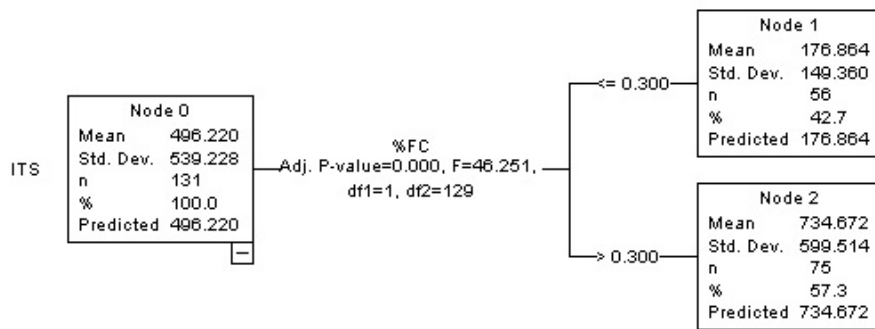 ITS
Node 0
Mean 496.220
Std. Dev. 539.228
n 131
% 100.0
Predicted 496.220
%FC
Adj. P-value=0.000, F=46.251,
df1=1, df2=129
<= 0.300
Node 1
Mean 176.864
Std. Dev. 149.360
n 56
% 42.7
Predicted 176.864
> 0.300
Node 2
Mean 734.672
Std. Dev. 599.514
n 75
% 57.3
Predicted 734.672